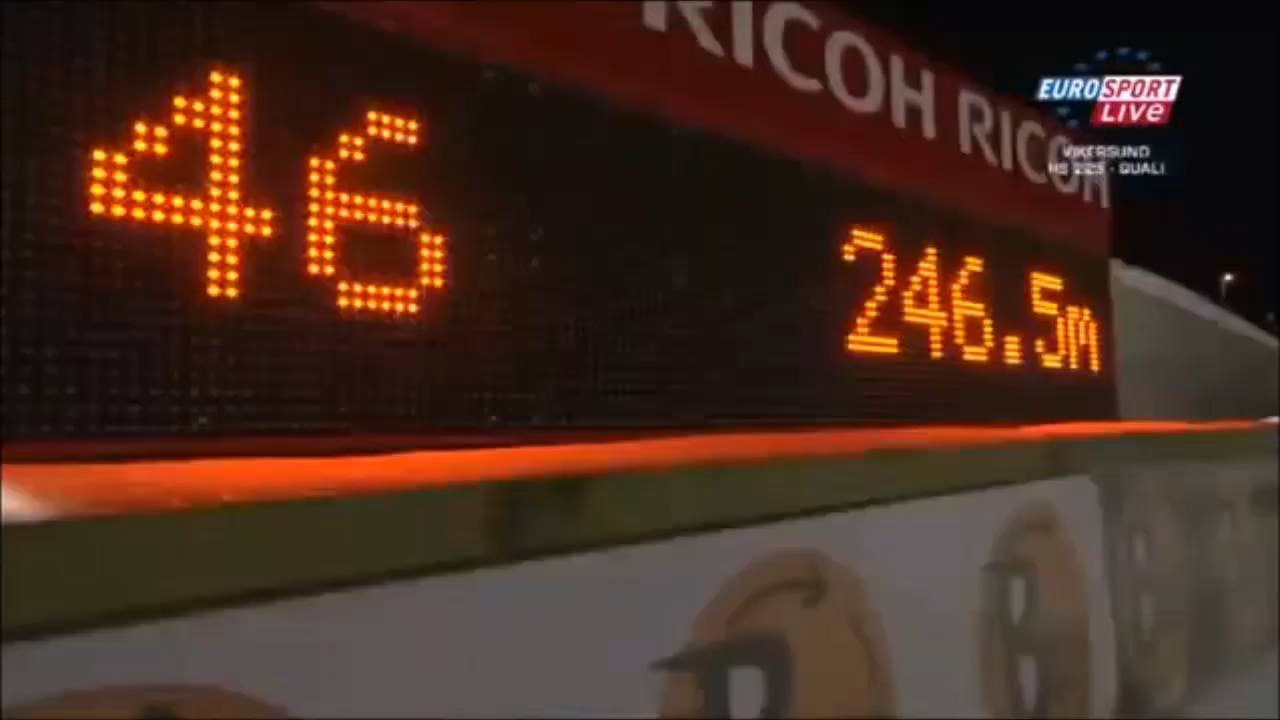 RICOH RICOH
EUROSPORT
LIVE
VIKERSUND
HS 225 - QUALI
46
246.5m